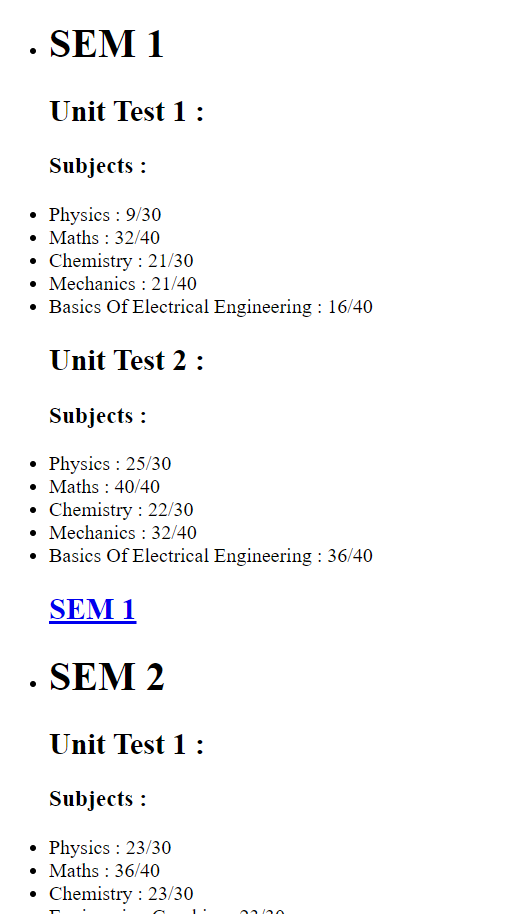 SEM 1
Unit Test 1 :
Subjects :
Physics : 9/30
Maths : 32/40
Chemistry : 21/30
Mechanics : 21/40
Basics Of Electrical Engineering : 16/40
Unit Test 2 :
Subjects :
Physics : 25/30
Maths : 40/40
Chemistry : 22/30
Mechanics : 32/40
Basics Of Electrical Engineering : 36/40
SEM 1
SEM 2
Unit Test 1 :
Subjects :
Physics : 23/30
Maths : 36/40
Chemistry : 23/30